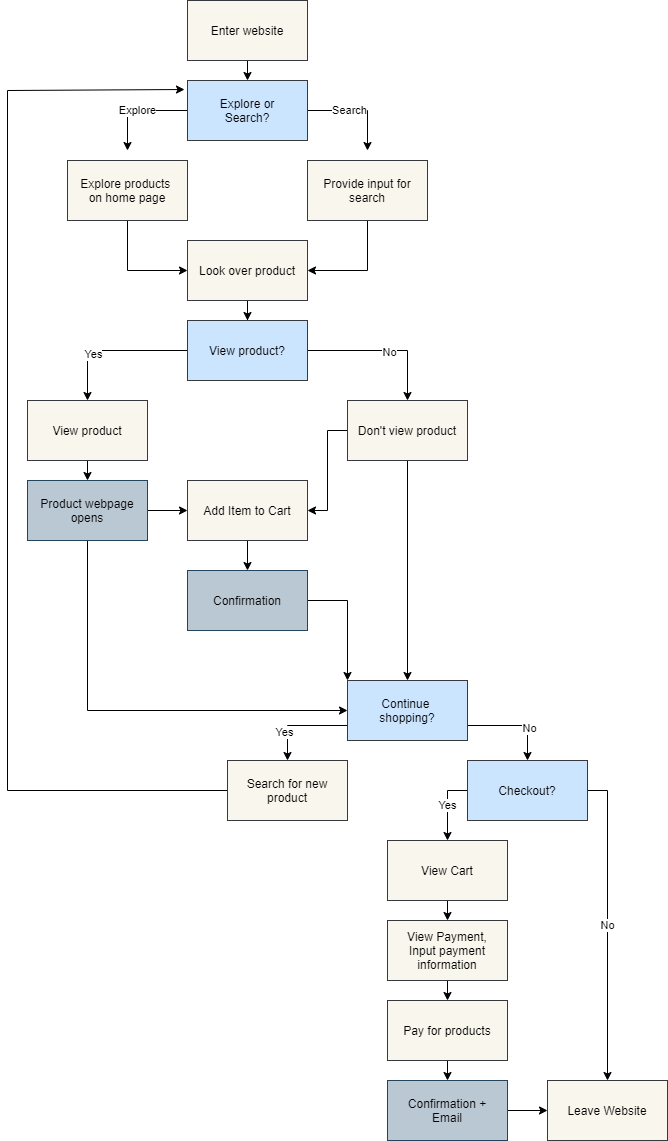 Enter website
Explore or
Search?
Explore
Search
Explore products
on home page
Provide input for
search
Look over product
View product?
Yes
No
View product
Don't view product
Product webpage
opens
Add Item to Cart
Confirmation
Continue
shopping?
Yes
No
Search for new
product
Checkout?
Yes
View Cart
No
View Payment,
Input payment
information
Pay for products
Confirmation +
Email
Leave Website